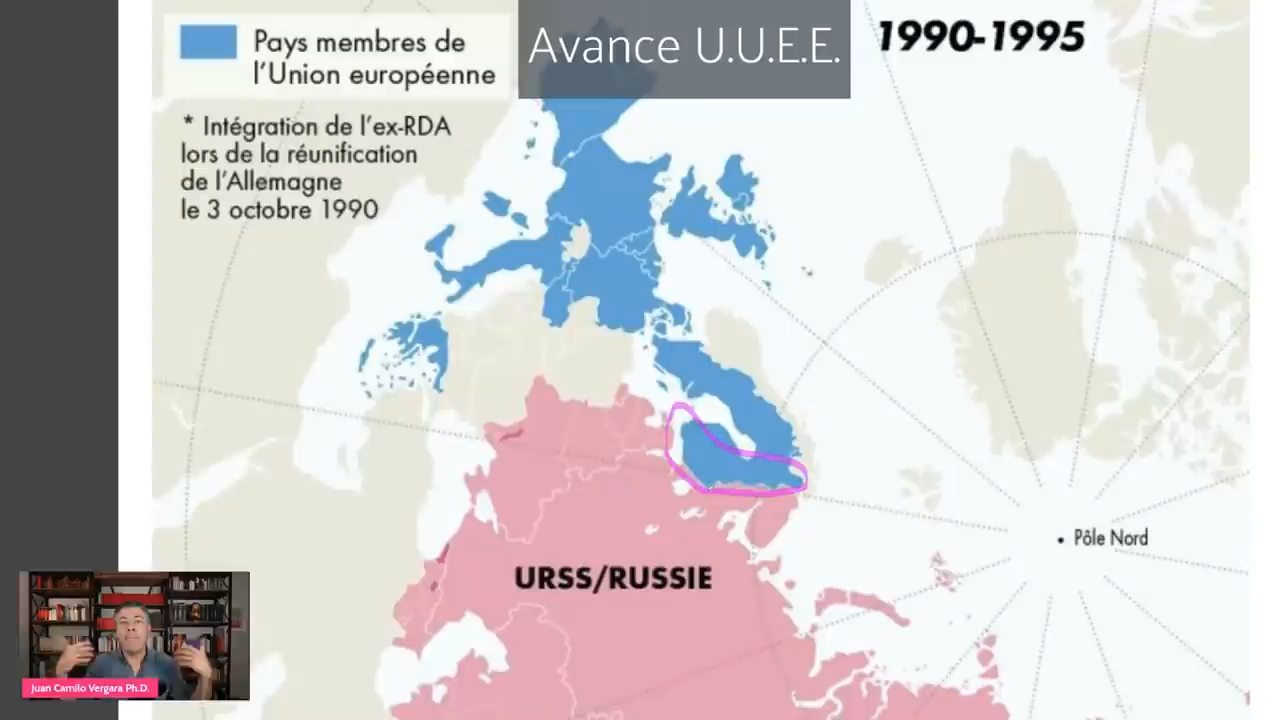 Pays membres de
l'Union européenne
Avance U.U.E.E.
1990-1995
* Intégration de l'ex-RDA
lors de la réunification
de l'Allemagne
le 3 octobre 1990
Pôle Nord
URSS/RUSSIE
Juan Camilo Vergara Ph.D.